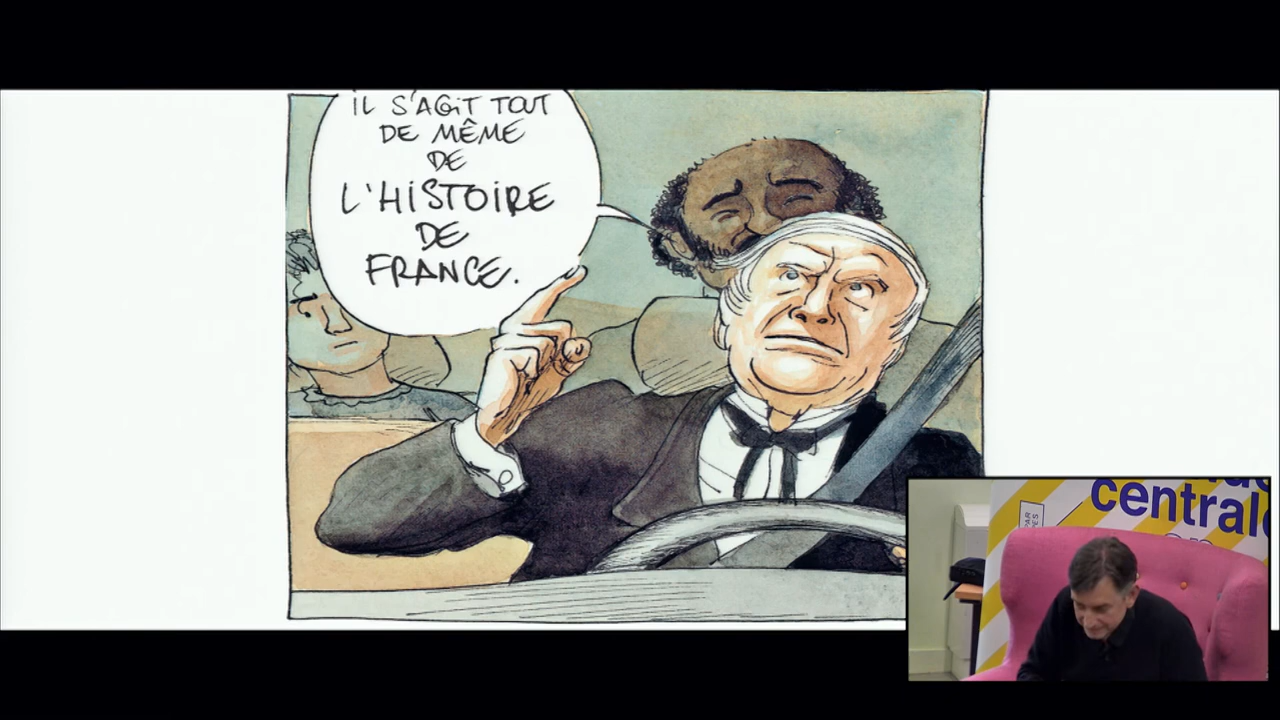 IL S'AGIT TOUT
DE MÊME
DE
L'HISTOIRE
DE
FRANCE.
centrale